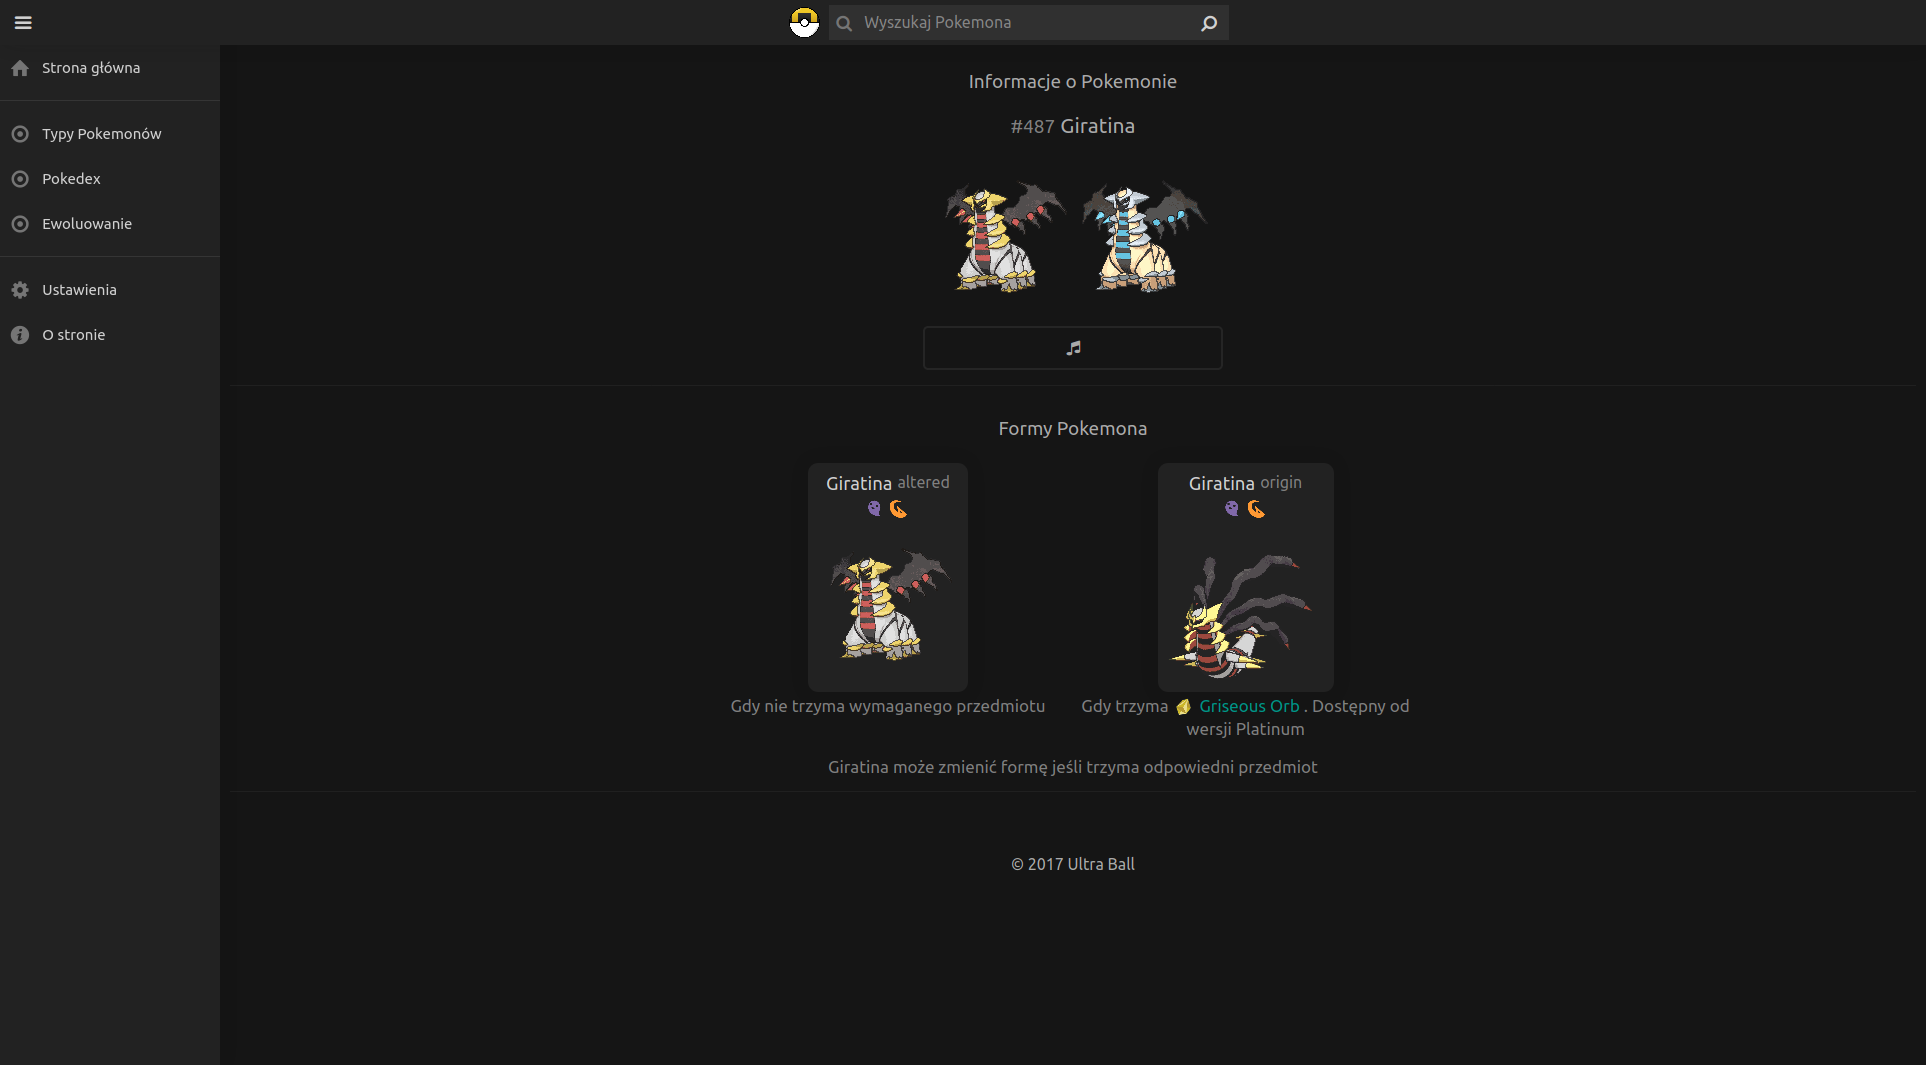 Wyszukaj Pokemona
Strona główna
Typy Pokemonów
Pokedex
Ewoluowanie
Ustawienia
O stronie
Informacje o Pokemonie
#487 Giratina
Formy Pokemona
Giratina altered
Gdy nie trzyma wymaganego przedmiotu
Giratina origin
Gdy trzyma Griseous Orb . Dostępny od
wersji Platinum
Giratina może zmienić formę jeśli trzyma odpowiedni przedmiot
© 2017 Ultra Ball